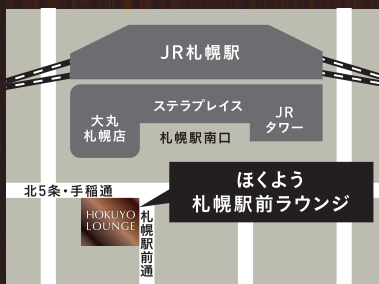 JR札幌駅
ステラプレイス
大丸
札幌店
JR
タワー
札幌駅南口
北5条・手稲通
ほくよう
札幌駅前ラウンジ
HOKUYO
LOUNGE
札幌駅前通